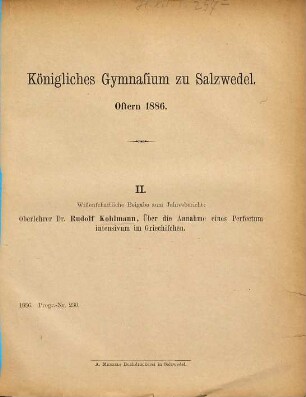 Königliches Gymnasium zu Salzwedel.
Ostern 1886.
II.
Wissenschaftliche Beigabe zum Jahresbericht:
Oberlehrer Dr. Rudolf Kohlmann, Über die Annahme eines Perfectum
intensivum im Griechischen.
1886 Progr.-Nr. 236.
A. Menzels Buchdruckerei in Salzwedel.